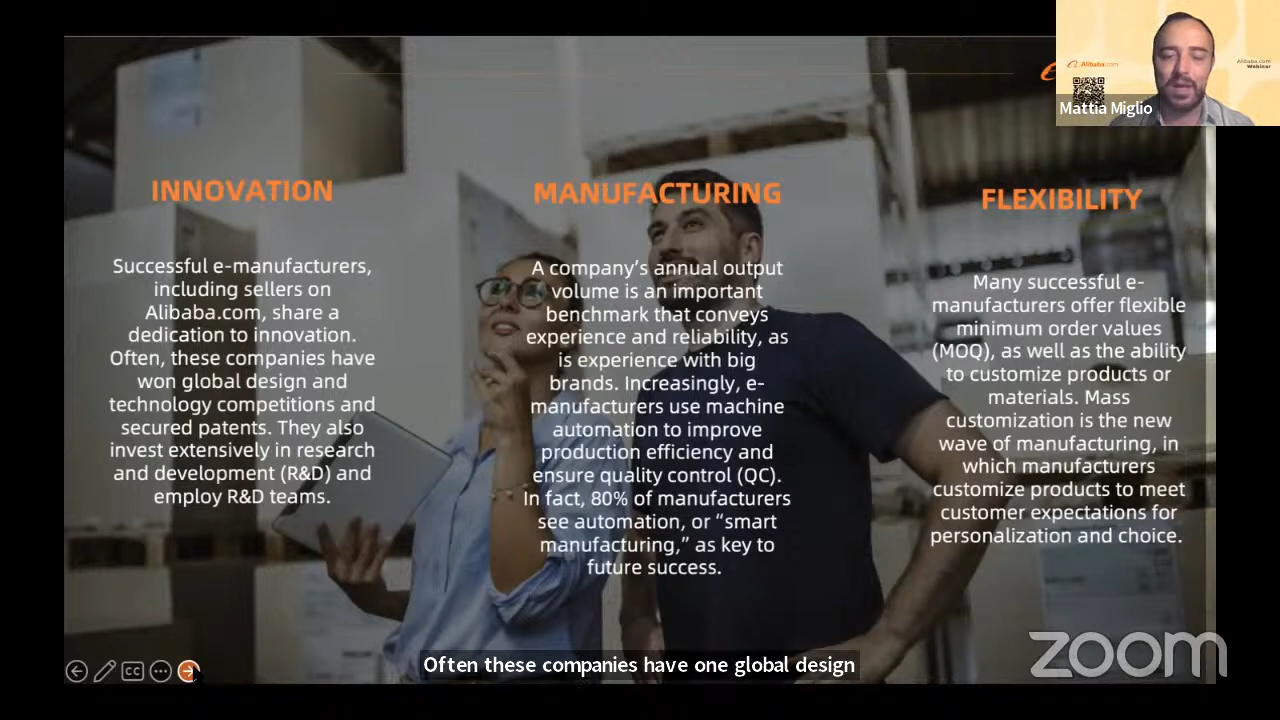 Alibaba.com
Alibaba.com
Webinar
Mattia Miglio
INNOVATION
Successful e-manufacturers,
including sellers on
Alibaba.com, share a
dedication to innovation.
Often, these companies have
won global design and
technology competitions and
secured patents. They also
invest extensively in research
and development (R&D) and
employ R&D teams.
MANUFACTURING
A company's annual output
volume is an important
benchmark that conveys
experience and reliability, as
is experience with big
brands. Increasingly, e-
manufacturers use machine
automation to improve
production efficiency and
ensure quality control (QC).
In fact, 80% of manufacturers
see automation, or “smart
manufacturing,” as key to
future success.
FLEXIBILITY
Many successful e-
manufacturers offer flexible
minimum order values
(MOQ), as well as the ability
to customize products or
materials. Mass
customization is the new
wave of manufacturing, in
which manufacturers
customize products to meet
customer expectations for
personalization and choice.
CC
Often these companies have one global design
zoom